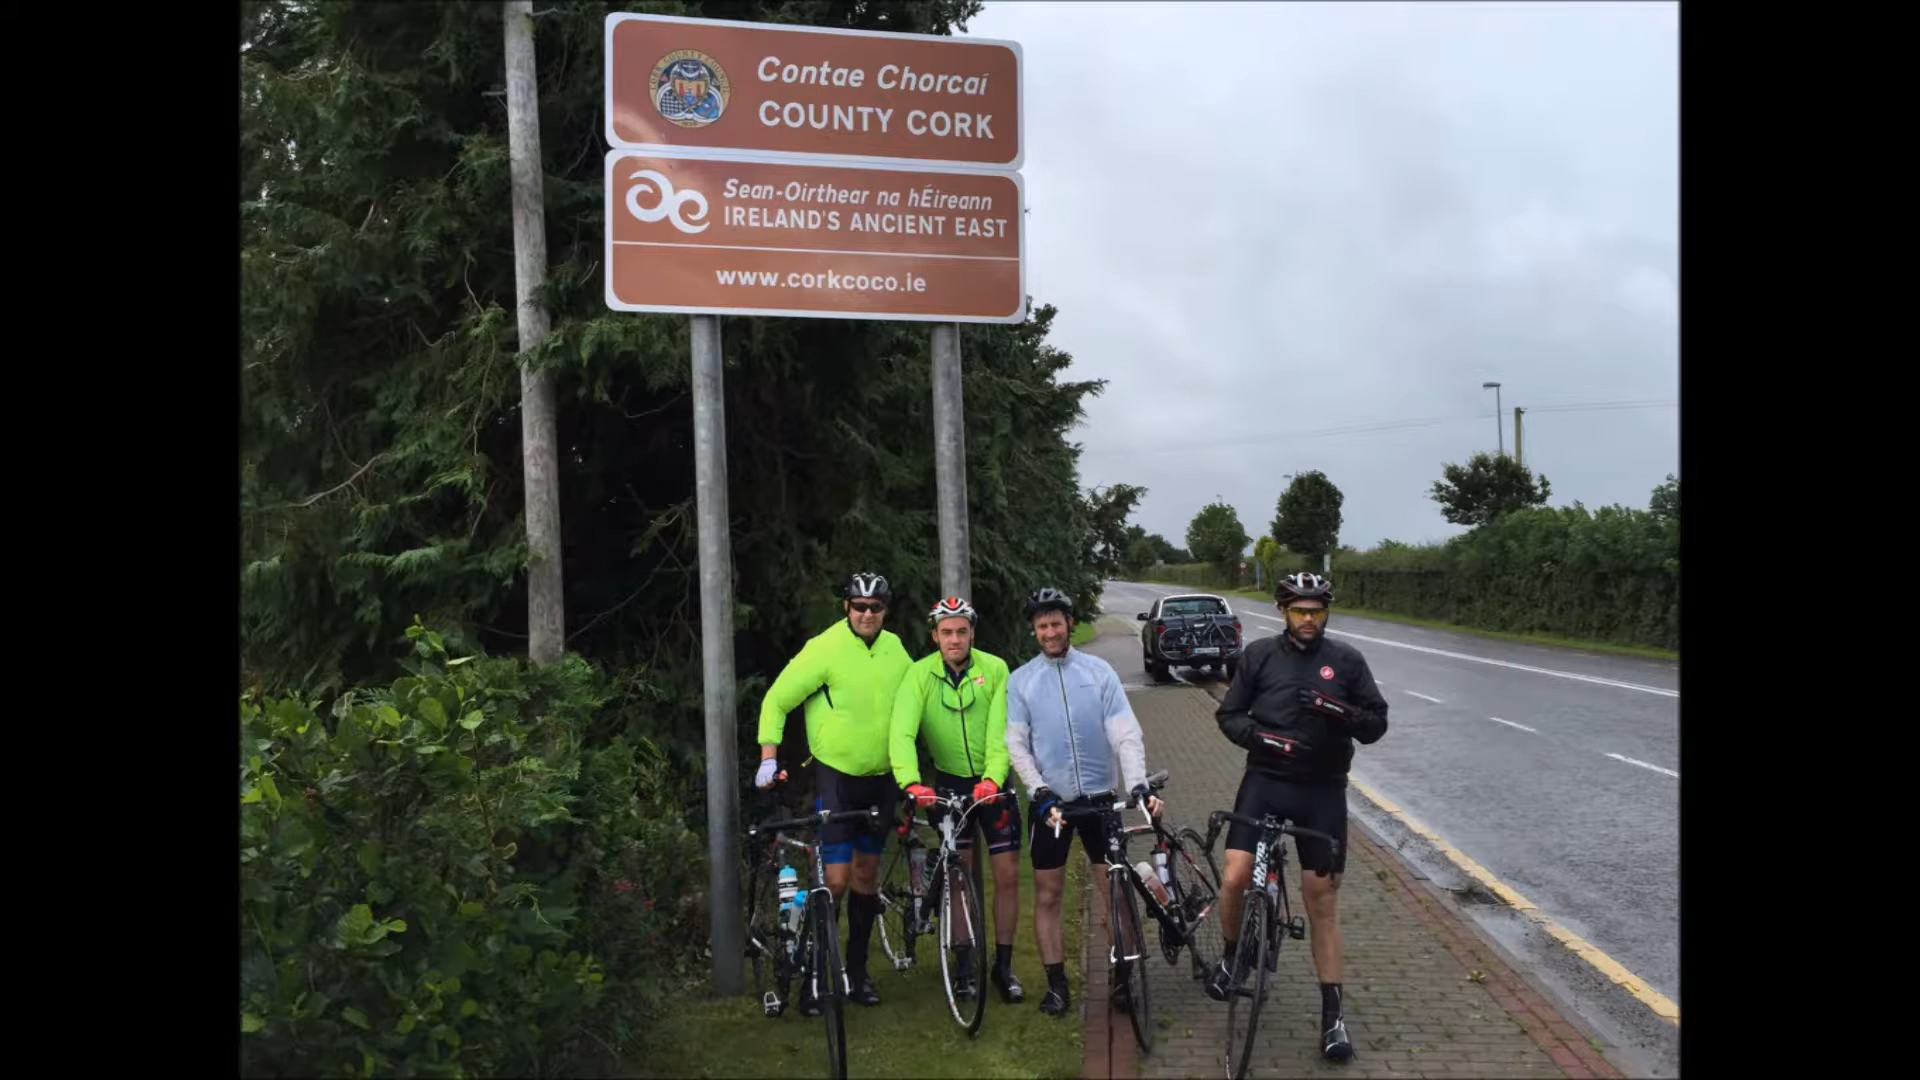 Contae Chorcaí
COUNTY CORK
Sean-Oirthear na hÉireann
IRELAND'S ANCIENT EAST
www.corkcoco.ie